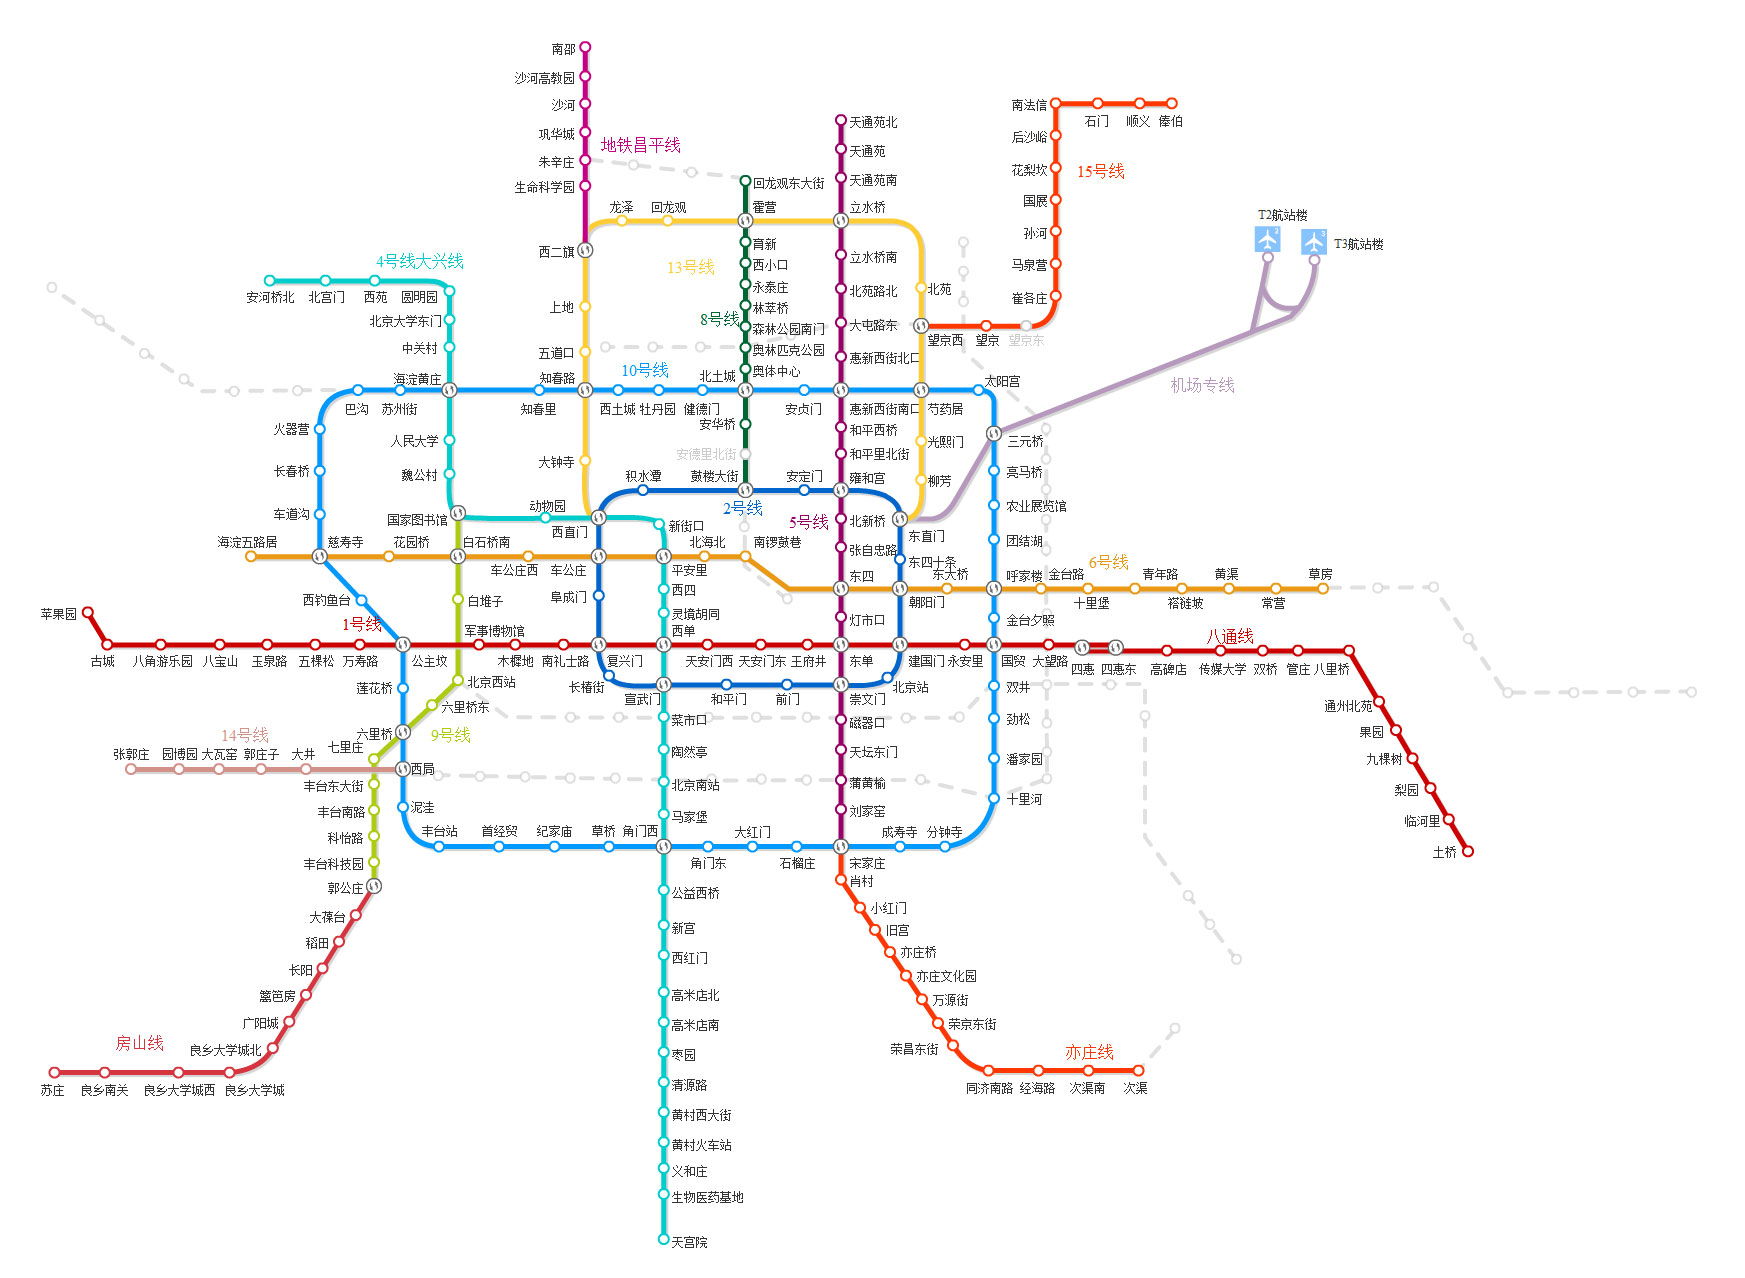 南邵
沙河高教园
沙河
巩华城
朱辛庄
生命科学园
地铁昌平线
西二旗
龙泽
回龙观
回龙观东大街
霍营
育新
西小口
永泰庄
林萃桥
8号线
森林公园南门
奥林匹克公园
奥体中心
北土城
安华桥
安德里北街
鼓楼大街
天通苑北
天通苑
天通苑南
立水桥
立水桥南
北苑路北
大屯路东
惠新西街北口
惠新西街南口
和平西桥
和平里北街
雍和宫
5号线
北新桥
张自忠路
东四
灯市口
东单
崇文门
磁器口
天坛东门
蒲黄榆
刘家窑
宋家庄
南法信
石门
顺义
俸伯
后沙峪
15号线
花梨坎
国展
孙河
马泉营
崔各庄
望京东
望京
望京西
T2航站楼
T3航站楼
机场专线
13号线
上地
五道口
知春路
大钟寺
北苑
芍药居
光熙门
柳芳
东直门
4号线大兴线
安河桥北
北宫门
西苑
圆明园
北京大学东门
中关村
海淀黄庄
人民大学
魏公村
国家图书馆
动物园
西直门
新街口
平安里
西四
灵境胡同
西单
宣武门
菜市口
陶然亭
北京南站
马家堡
角门西
公益西桥
新宫
西红门
高米店北
高米店南
枣园
清源路
黄村西大街
黄村火车站
义和庄
生物医药基地
天宫院
10号线
巴沟
苏州街
知春里
西土城
牡丹园
健德门
安贞门
太阳宫
三元桥
亮马桥
农业展览馆
团结湖
呼家楼
金台夕照
国贸
双井
劲松
潘家园
十里河
分钟寺
成寿寺
石榴庄
大红门
角门东
草桥
纪家庙
首经贸
丰台站
泥洼
西局
六里桥
莲花桥
公主坟
西钓鱼台
慈寿寺
车道沟
长春桥
火器营
2号线
积水潭
安定门
东四十条
朝阳门
建国门
北京站
前门
和平门
长椿街
复兴门
阜成门
车公庄
6号线
海淀五路居
花园桥
白石桥南
车公庄西
北海北
南锣鼓巷
东大桥
金台路
十里堡
青年路
褡裢坡
黄渠
常营
草房
1号线
苹果园
古城
八角游乐园
八宝山
玉泉路
五棵松
万寿路
军事博物馆
木樨地
南礼士路
天安门西
天安门东
王府井
永安里
大望路
四惠
四惠东
八通线
高碑店
传媒大学
双桥
管庄
八里桥
通州北苑
果园
九棵树
梨园
临河里
土桥
9号线
白堆子
北京西站
六里桥东
七里庄
丰台东大街
丰台南路
科怡路
丰台科技园
郭公庄
14号线
张郭庄
园博园
大瓦窑
郭庄子
大井
房山线
大葆台
稻田
长阳
篱笆房
广阳城
良乡大学城北
良乡大学城
良乡大学城西
良乡南关
苏庄
亦庄线
肖村
小红门
旧宫
亦庄桥
亦庄文化园
万源街
荣京东街
荣昌东街
同济南路
经海路
次渠南
次渠